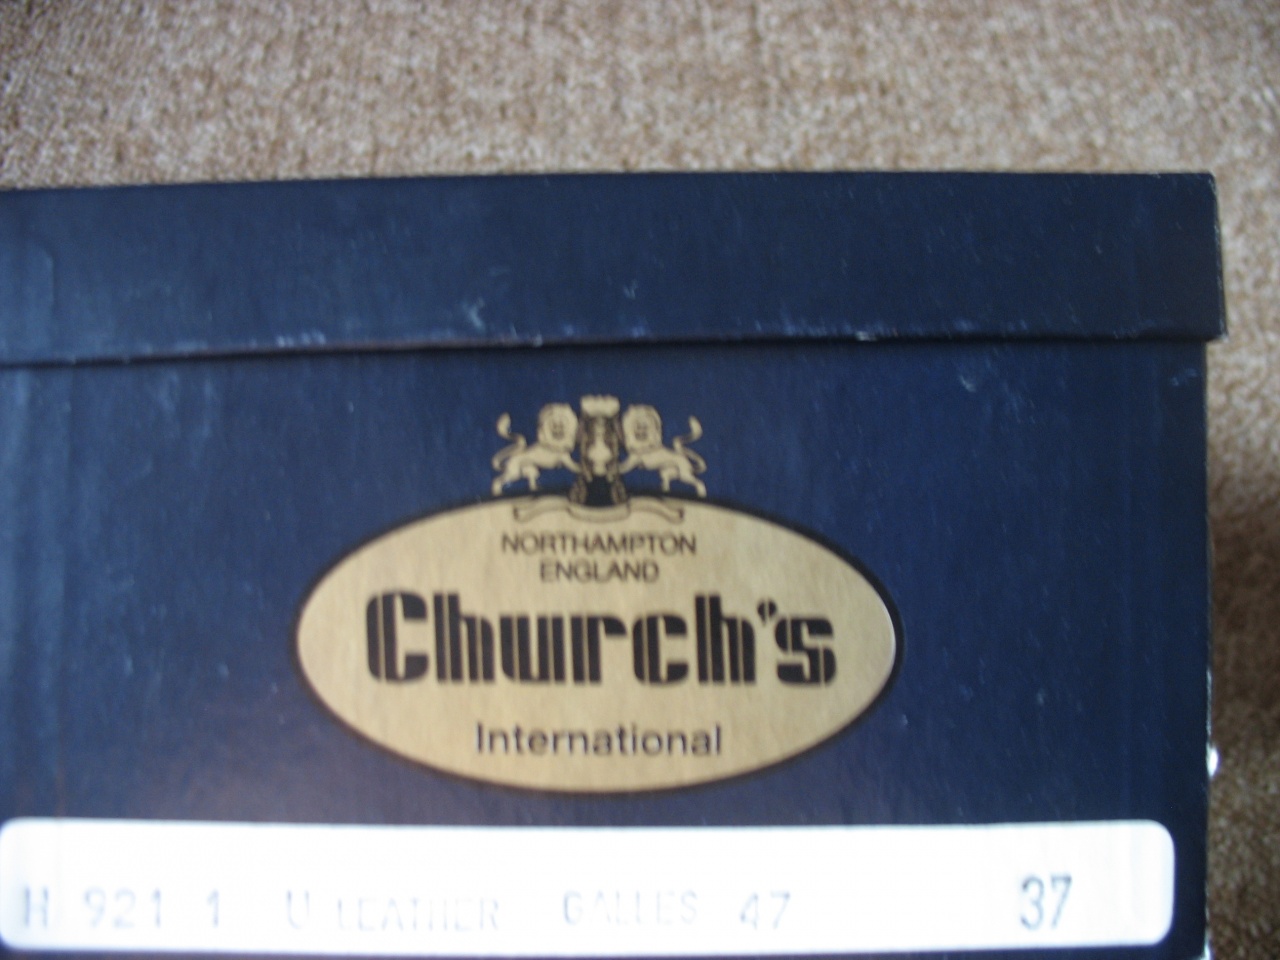 NORTHAMPTON
ENGLAND
Church's
International
H 921 1 U LEATHER GALLES 47 37